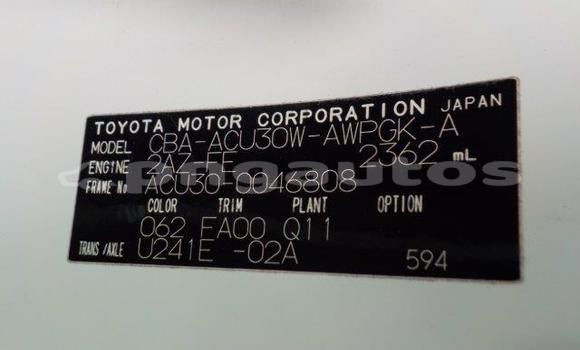 TOYOTA MOTOR CORPORATION JAPAN
MODEL CBA-ACU30W-AWPGK-A
ENGINE 2AZ-FE 2362 mL
FRAME No. ACU30-0046808
COLOR TRIM PLANT OPTION
062 FA00 Q11
TRANS/AXLE U241E -02A
594